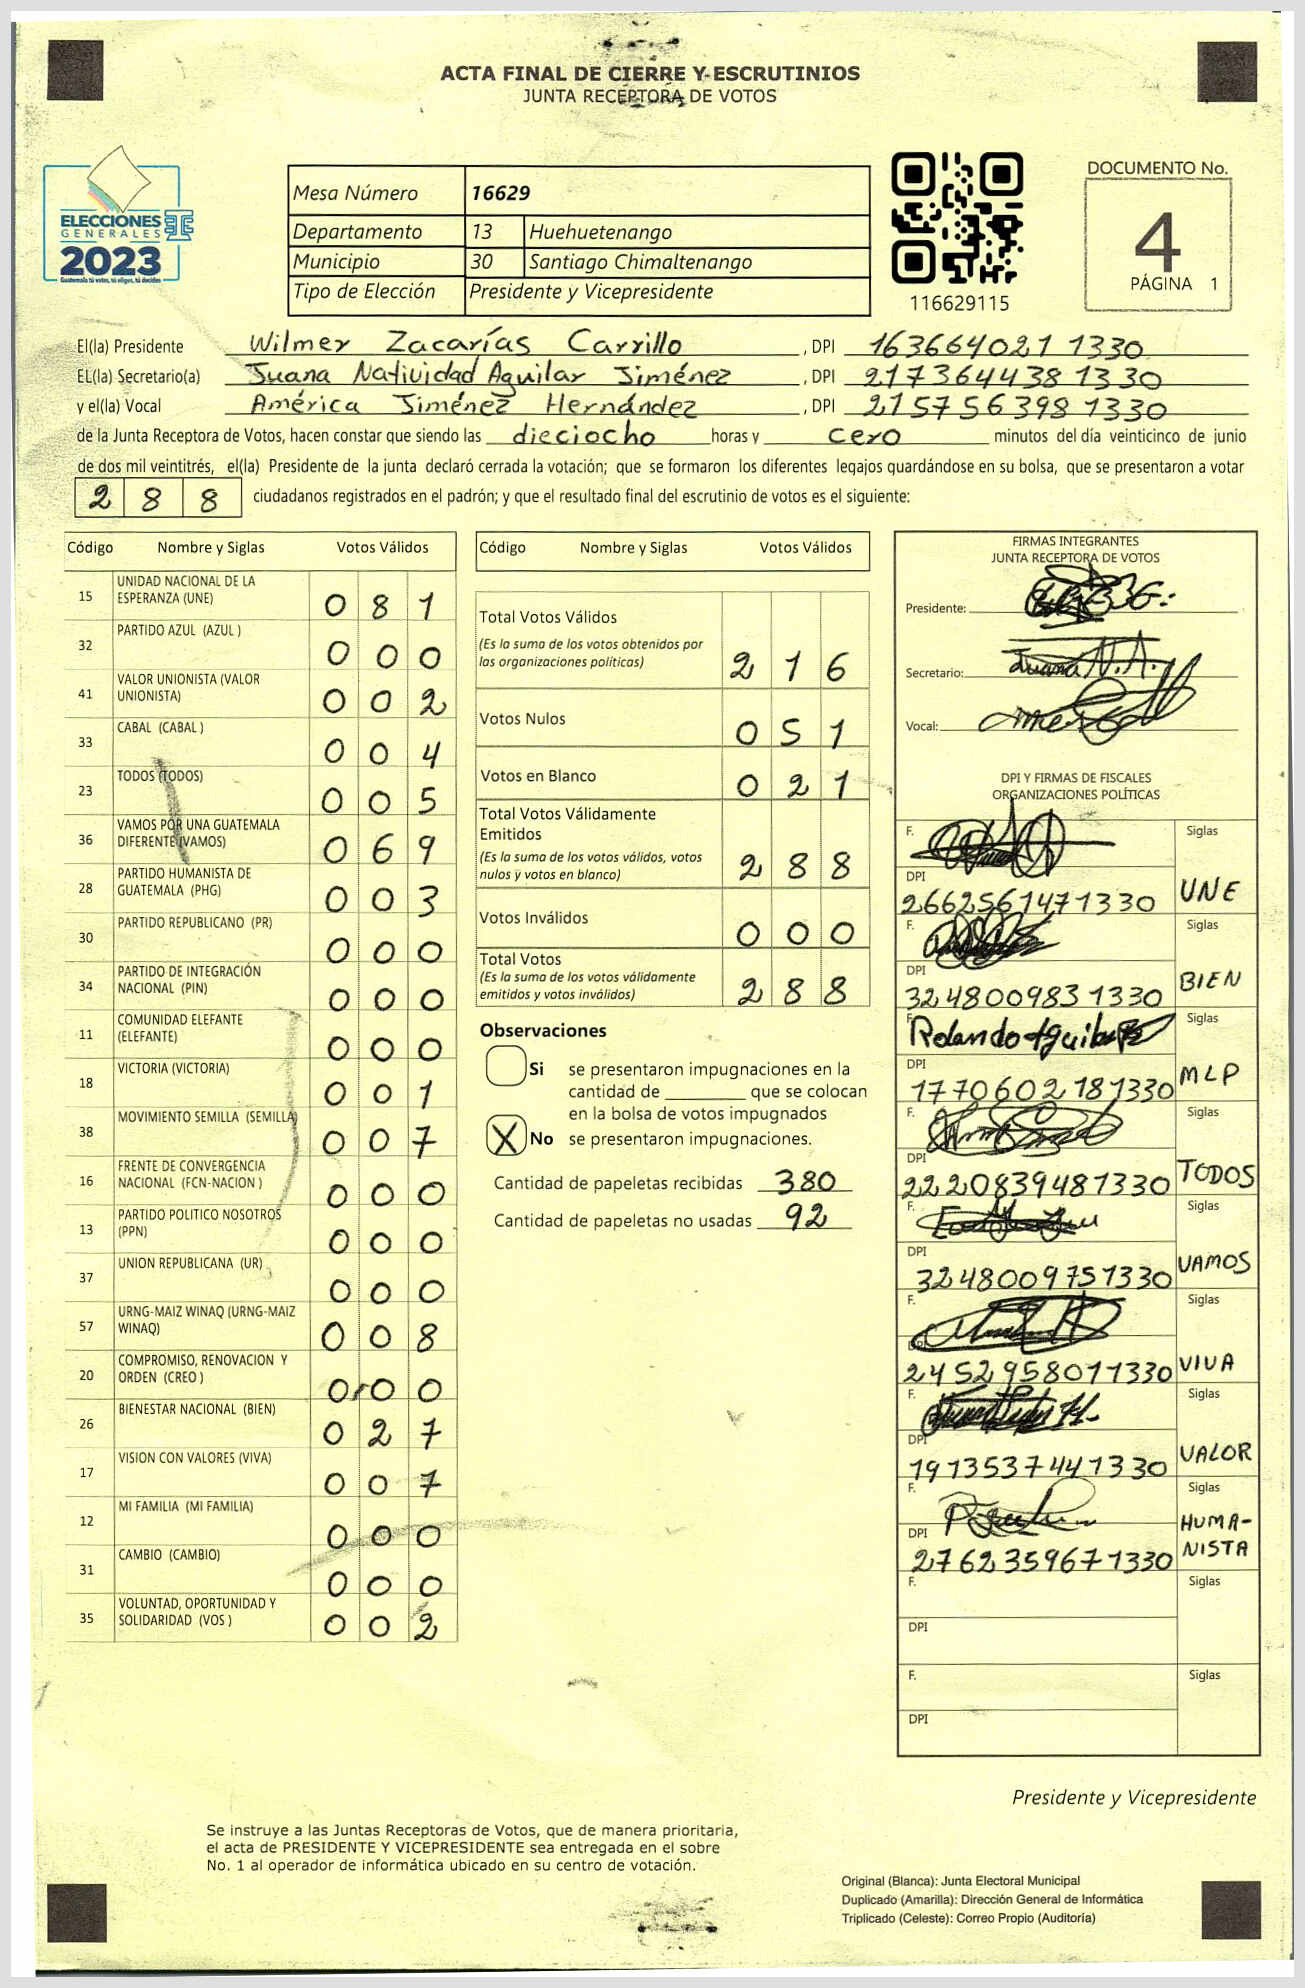 ACTA FINAL DE CIERRE Y ESCRUTINIOS
JUNTA RECEPTORA DE VOTOS
ELECCIONES
GENERALES
2023
Guatemala tú votas, tú eliges, tú decides
Mesa Número 16629
Departamento 13 Huehuetenango
Municipio 30 Santiago Chimaltenango
Tipo de Elección Presidente y Vicepresidente
116629115
DOCUMENTO No.
4
PÁGINA 1
El(la) Presidente Wilmer Zacarías Carrillo , DPI 163664021 1330
EL(la) Secretario(a) Juana Natividad Aguilar Jiménez , DPI 217364438 1330
y el(la) Vocal América Jiménez Hernández , DPI 215756398 1330
de la Junta Receptora de Votos, hacen constar que siendo las dieciocho horas y cero minutos del día veinticinco de junio
de dos mil veintitrés, el(la) Presidente de la junta declaró cerrada la votación; que se formaron los diferentes legajos guardándose en su bolsa, que se presentaron a votar
2 8 8 ciudadanos registrados en el padrón; y que el resultado final del escrutinio de votos es el siguiente:
Código Nombre y Siglas Votos Válidos
15 UNIDAD NACIONAL DE LA ESPERANZA (UNE) 0 8 1
32 PARTIDO AZUL (AZUL ) 0 0 0
41 VALOR UNIONISTA (VALOR UNIONISTA) 0 0 2
33 CABAL (CABAL ) 0 0 4
23 TODOS (TODOS) 0 0 5
36 VAMOS POR UNA GUATEMALA DIFERENTE (VAMOS) 0 6 9
28 PARTIDO HUMANISTA DE GUATEMALA (PHG) 0 0 3
30 PARTIDO REPUBLICANO (PR) 0 0 0
34 PARTIDO DE INTEGRACIÓN NACIONAL (PIN) 0 0 0
11 COMUNIDAD ELEFANTE (ELEFANTE) 0 0 0
18 VICTORIA (VICTORIA) 0 0 1
38 MOVIMIENTO SEMILLA (SEMILLA) 0 0 7
16 FRENTE DE CONVERGENCIA NACIONAL (FCN-NACION ) 0 0 0
13 PARTIDO POLITICO NOSOTROS (PPN) 0 0 0
37 UNION REPUBLICANA (UR) 0 0 0
57 URNG-MAIZ WINAQ (URNG-MAIZ WINAQ) 0 0 8
20 COMPROMISO, RENOVACION Y ORDEN (CREO ) 0 0 0
26 BIENESTAR NACIONAL (BIEN) 0 2 7
17 VISION CON VALORES (VIVA) 0 0 7
12 MI FAMILIA (MI FAMILIA) 0 0 0
31 CAMBIO (CAMBIO) 0 0 0
35 VOLUNTAD, OPORTUNIDAD Y SOLIDARIDAD (VOS ) 0 0 2
Código Nombre y Siglas Votos Válidos
Total Votos Válidos
(Es la suma de los votos obtenidos por
las organizaciones políticas) 2 1 6
Votos Nulos 0 5 1
Votos en Blanco 0 2 1
Total Votos Válidamente
Emitidos
(Es la suma de los votos válidos, votos
nulos y votos en blanco) 2 8 8
Votos Inválidos 0 0 0
Total Votos
(Es la suma de los votos válidamente
emitidos y votos inválidos) 2 8 8
Observaciones
Si se presentaron impugnaciones en la
cantidad de que se colocan
en la bolsa de votos impugnados
X No se presentaron impugnaciones.
Cantidad de papeletas recibidas 380
Cantidad de papeletas no usadas 92
FIRMAS INTEGRANTES
JUNTA RECEPTORA DE VOTOS
Presidente:
Secretario: Juana N.A.
Vocal:
DPI Y FIRMAS DE FISCALES
ORGANIZACIONES POLÍTICAS
F. Siglas
DPI
2662561471330 UNE
F. Siglas
DPI
3248009831330 BIEN
F. Rolando Aguilar Siglas
DPI
1770602181330 MLP
F. Siglas
DPI
2220839481330 TODOS
F. Siglas
DPI
3248009751330 VAMOS
F. Siglas
DPI
2452958011330 VIVA
F. Siglas
DPI
1913537441330 VALOR
F. Siglas
DPI
2762359671330 HUMA-
NISTA
F. Siglas
DPI
F. Siglas
DPI
Presidente y Vicepresidente
Se instruye a las Juntas Receptoras de Votos, que de manera prioritaria,
el acta de PRESIDENTE Y VICEPRESIDENTE sea entregada en el sobre
No. 1 al operador de informática ubicado en su centro de votación.
Original (Blanca): Junta Electoral Municipal
Duplicado (Amarilla): Dirección General de Informática
Triplicado (Celeste): Correo Propio (Auditoría)